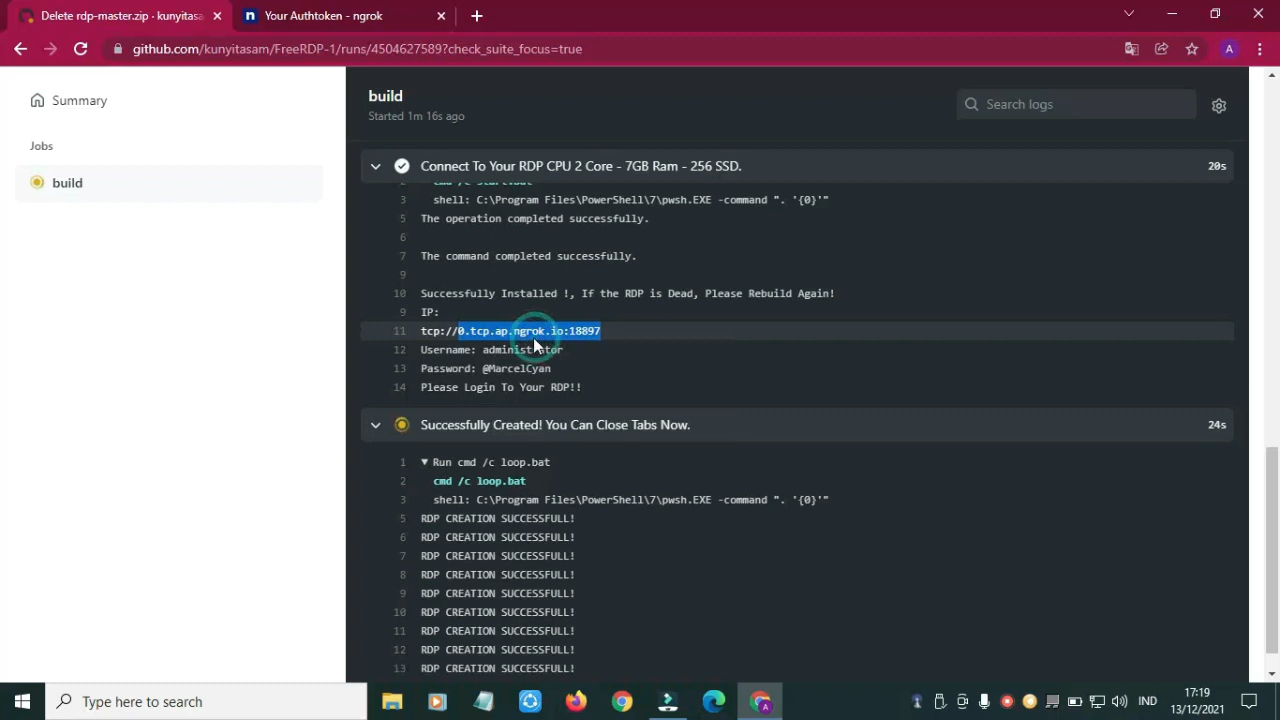 Delete rdp-master.zip · kunyitasa
Your Authtoken - ngrok
github.com/kunyitasam/FreeRDP-1/runs/4504627589?check_suite_focus=true
A
Summary
Jobs
build
build
Started 1m 16s ago
Search logs
Connect To Your RDP CPU 2 Core - 7GB Ram - 256 SSD.
20s
2 cmd /c start.bat
3 shell: C:\Program Files\PowerShell\7\pwsh.EXE -command ". '{0}'"
5 The operation completed successfully.
6
7 The command completed successfully.
9
10 Successfully Installed !, If the RDP is Dead, Please Rebuild Again!
9 IP:
11 tcp://0.tcp.ap.ngrok.io:18897
12 Username: administrator
13 Password: @MarcelCyan
14 Please Login To Your RDP!!
Successfully Created! You Can Close Tabs Now.
24s
1 Run cmd /c loop.bat
2 cmd /c loop.bat
3 shell: C:\Program Files\PowerShell\7\pwsh.EXE -command ". '{0}'"
5 RDP CREATION SUCCESSFULL!
6 RDP CREATION SUCCESSFULL!
7 RDP CREATION SUCCESSFULL!
8 RDP CREATION SUCCESSFULL!
9 RDP CREATION SUCCESSFULL!
10 RDP CREATION SUCCESSFULL!
11 RDP CREATION SUCCESSFULL!
12 RDP CREATION SUCCESSFULL!
13 RDP CREATION SUCCESSFULL!
Type here to search
A
IND
17:19
13/12/2021